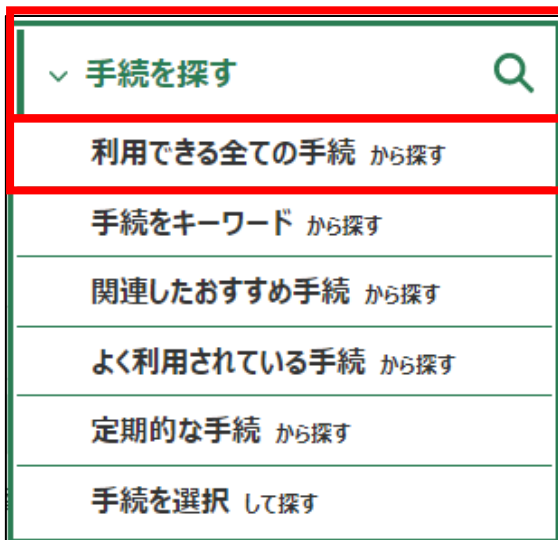 手続を探す
利用できる全ての手続 から探す
手続をキーワード から探す
関連したおすすめ手続 から探す
よく利用されている手続 から探す
定期的な手続 から探す
手続を選択 して探す